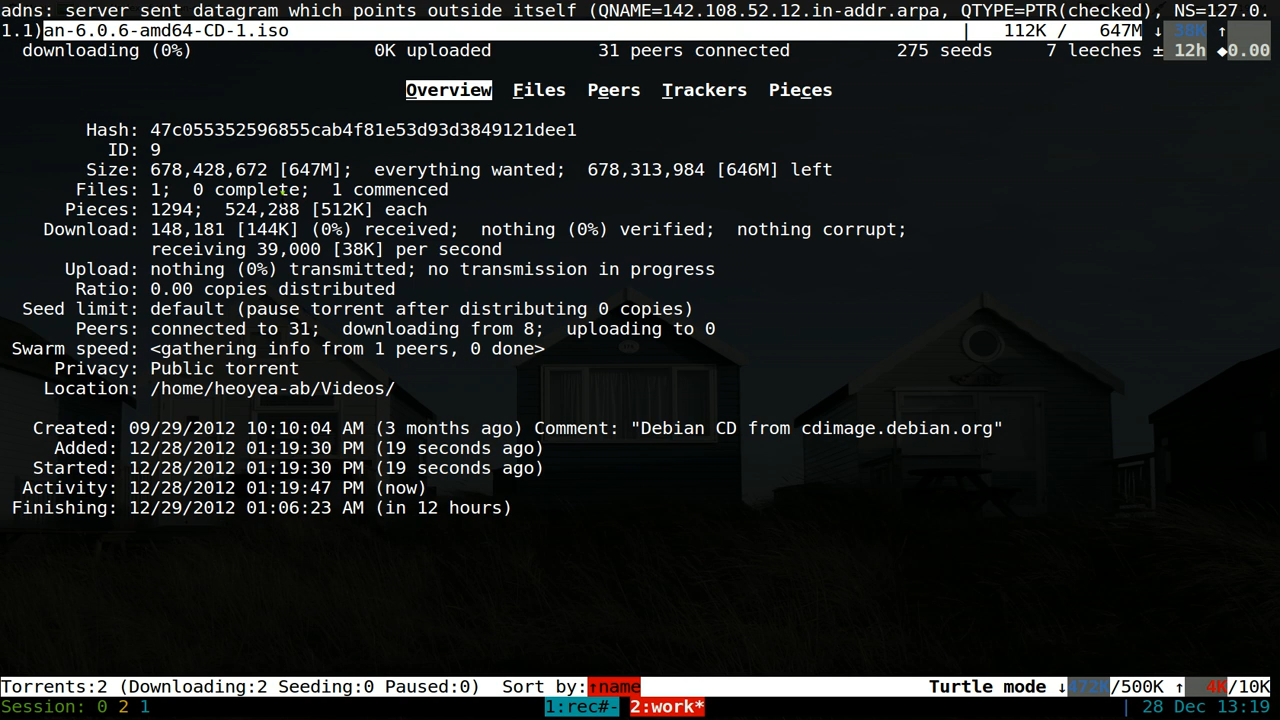 adns: server sent datagram which points outside itself (QNAME=142.108.52.12.in-addr.arpa, QTYPE=PTR(checked), NS=127.0.
1.1)an-6.0.6-amd64-CD-1.iso | 112K / 647M ↓ 38K ↑
downloading (0%) 0K uploaded 31 peers connected 275 seeds 7 leeches ± 12h ◆0.00
Overview Files Peers Trackers Pieces
Hash: 47c055352596855cab4f81e53d93d3849121dee1
ID: 9
Size: 678,428,672 [647M]; everything wanted; 678,313,984 [646M] left
Files: 1; 0 complete; 1 commenced
Pieces: 1294; 524,288 [512K] each
Download: 148,181 [144K] (0%) received; nothing (0%) verified; nothing corrupt;
receiving 39,000 [38K] per second
Upload: nothing (0%) transmitted; no transmission in progress
Ratio: 0.00 copies distributed
Seed limit: default (pause torrent after distributing 0 copies)
Peers: connected to 31; downloading from 8; uploading to 0
Swarm speed: <gathering info from 1 peers, 0 done>
Privacy: Public torrent
Location: /home/heoyea-ab/Videos/
Created: 09/29/2012 10:10:04 AM (3 months ago) Comment: "Debian CD from cdimage.debian.org"
Added: 12/28/2012 01:19:30 PM (19 seconds ago)
Started: 12/28/2012 01:19:30 PM (19 seconds ago)
Activity: 12/28/2012 01:19:47 PM (now)
Finishing: 12/29/2012 01:06:23 AM (in 12 hours)
Torrents:2 (Downloading:2 Seeding:0 Paused:0) Sort by:↑name Turtle mode ↓472K/500K ↑ 4K/10K
Session: 0 2 1 1:rec#- 2:work* | 28 Dec 13:19